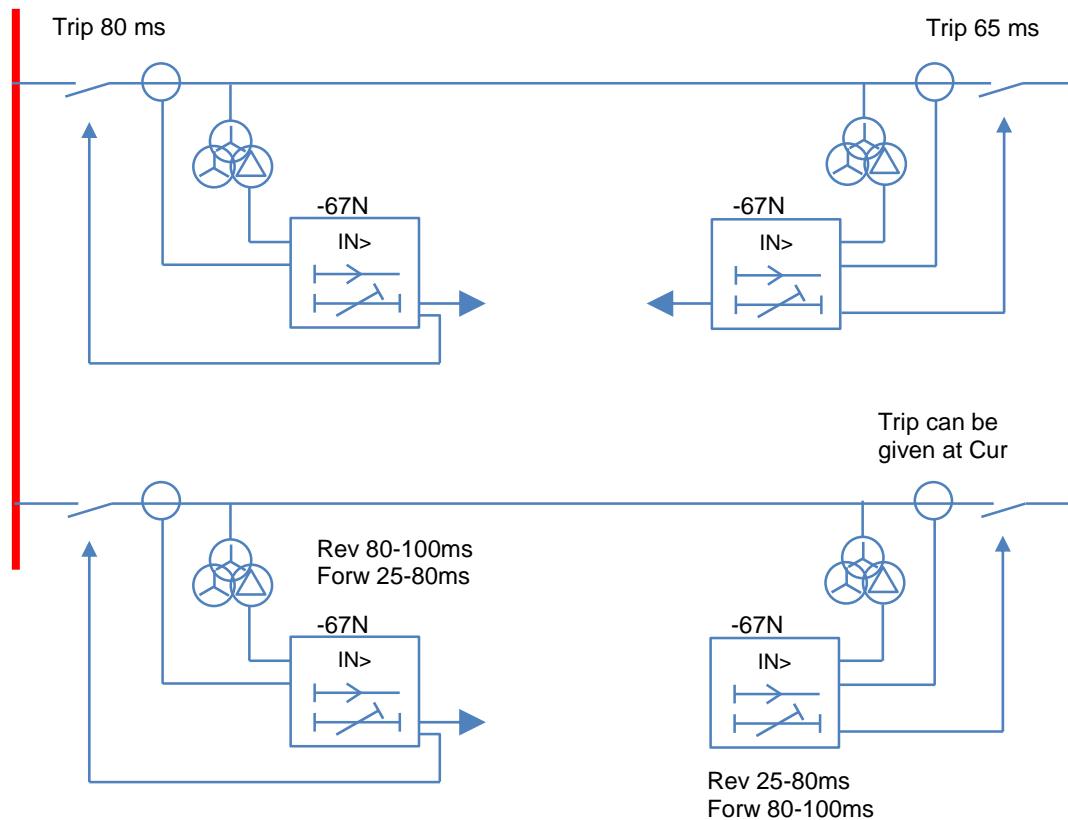 Trip 80 ms
Trip 65 ms
-67N
IN>
-67N
IN>
Trip can be
given at Cur
Rev 80-100ms
Forw 25-80ms
-67N
IN>
-67N
IN>
Rev 25-80ms
Forw 80-100ms